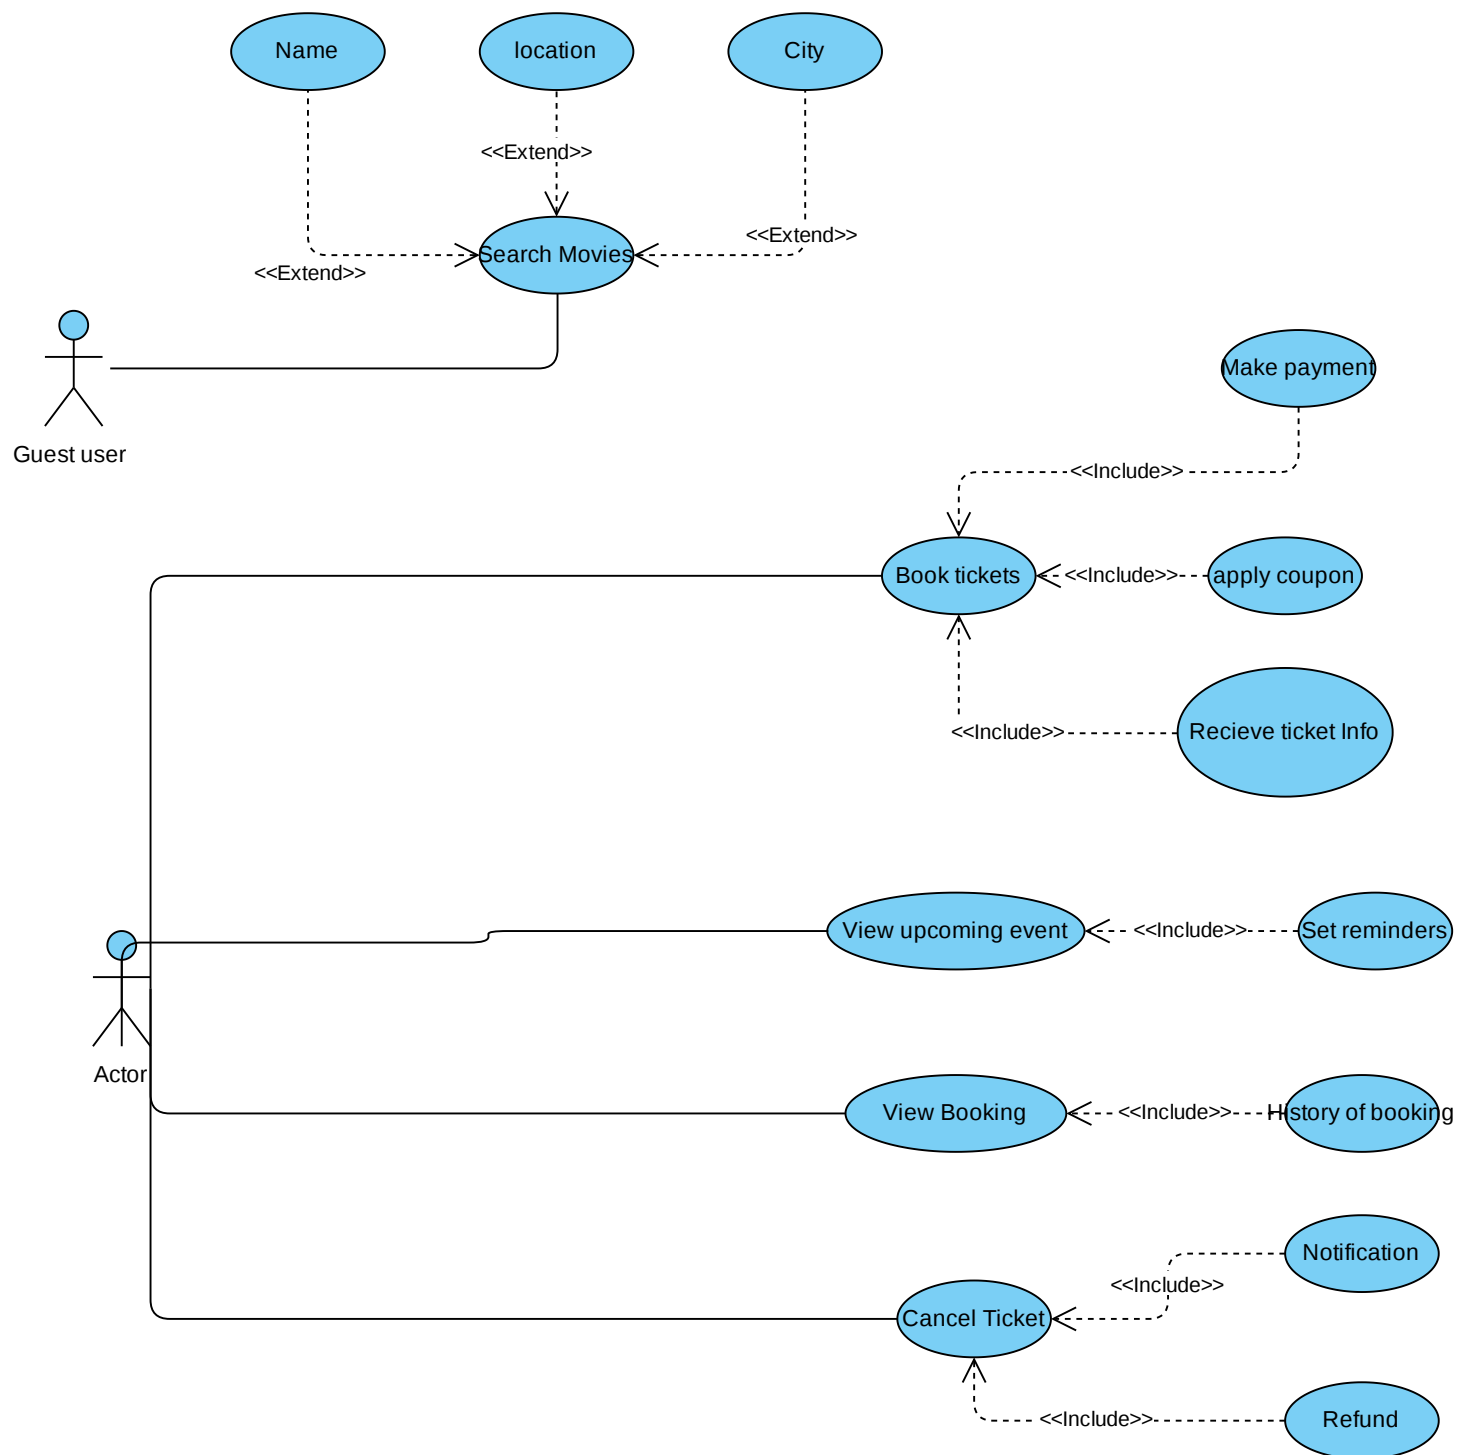 Name
location
City
<<Extend>>
<<Extend>>
Search Movies
<<Extend>>
Guest user
Make payment
<<Include>>
Book tickets
<<Include>>
apply coupon
<<Include>>
Recieve ticket Info
View upcoming event
<<Include>>
Set reminders
Actor
View Booking
<<Include>>
History of booking
Notification
<<Include>>
Cancel Ticket
<<Include>>
Refund